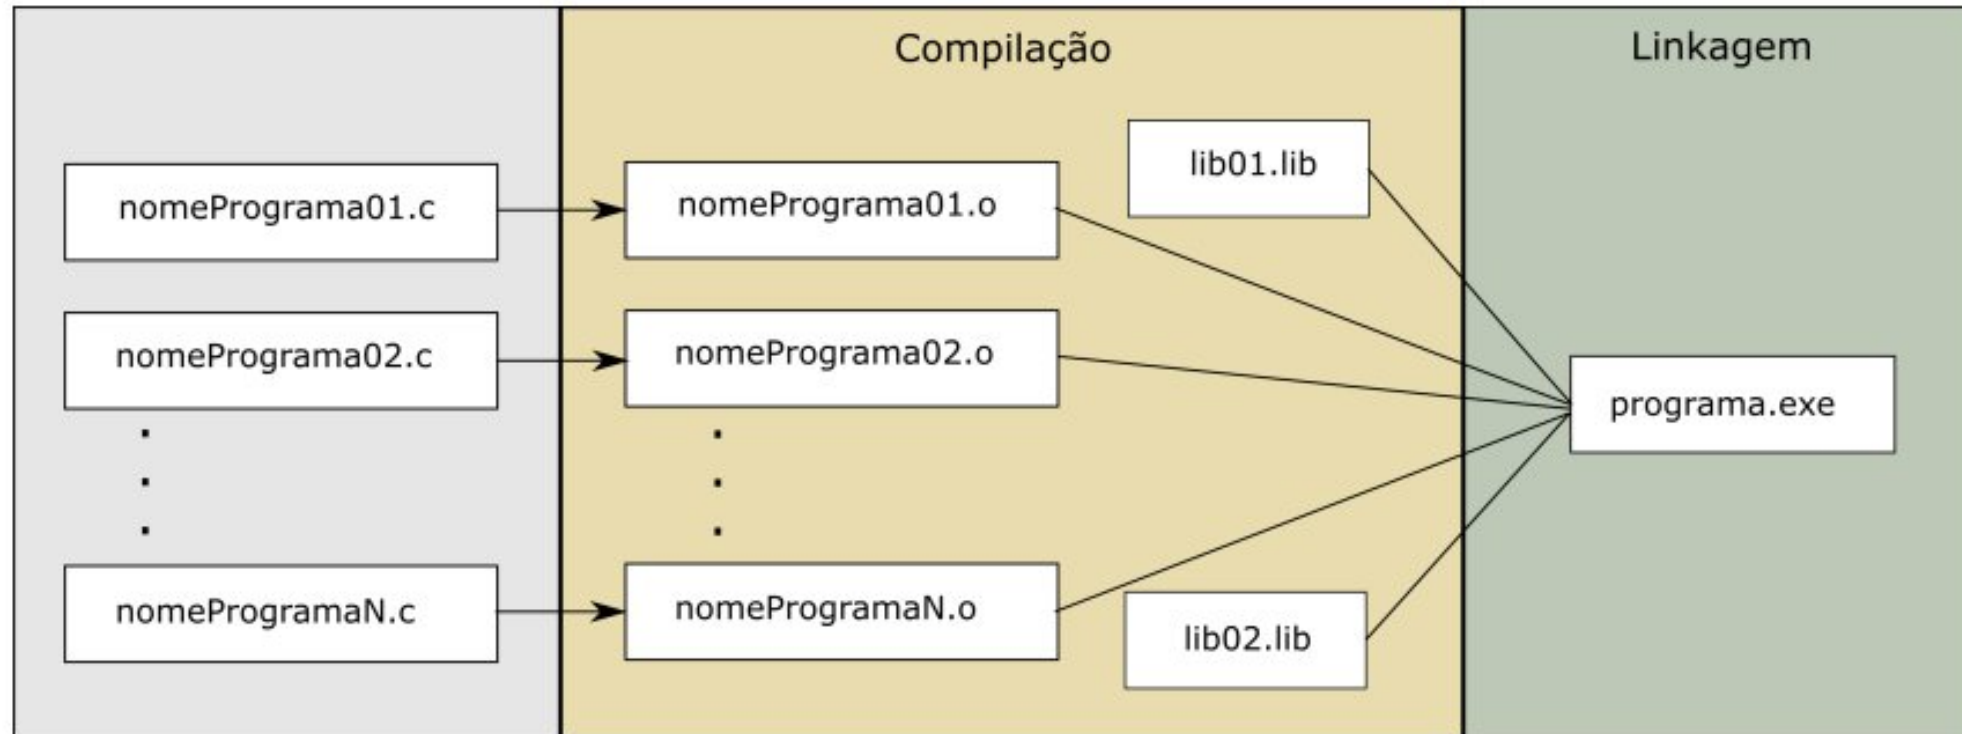 Compilação
Linkagem
nomePrograma01.c
nomePrograma01.o
lib01.lib
nomePrograma02.c
nomePrograma02.o
programa.exe
nomeProgramaN.c
nomeProgramaN.o
lib02.lib